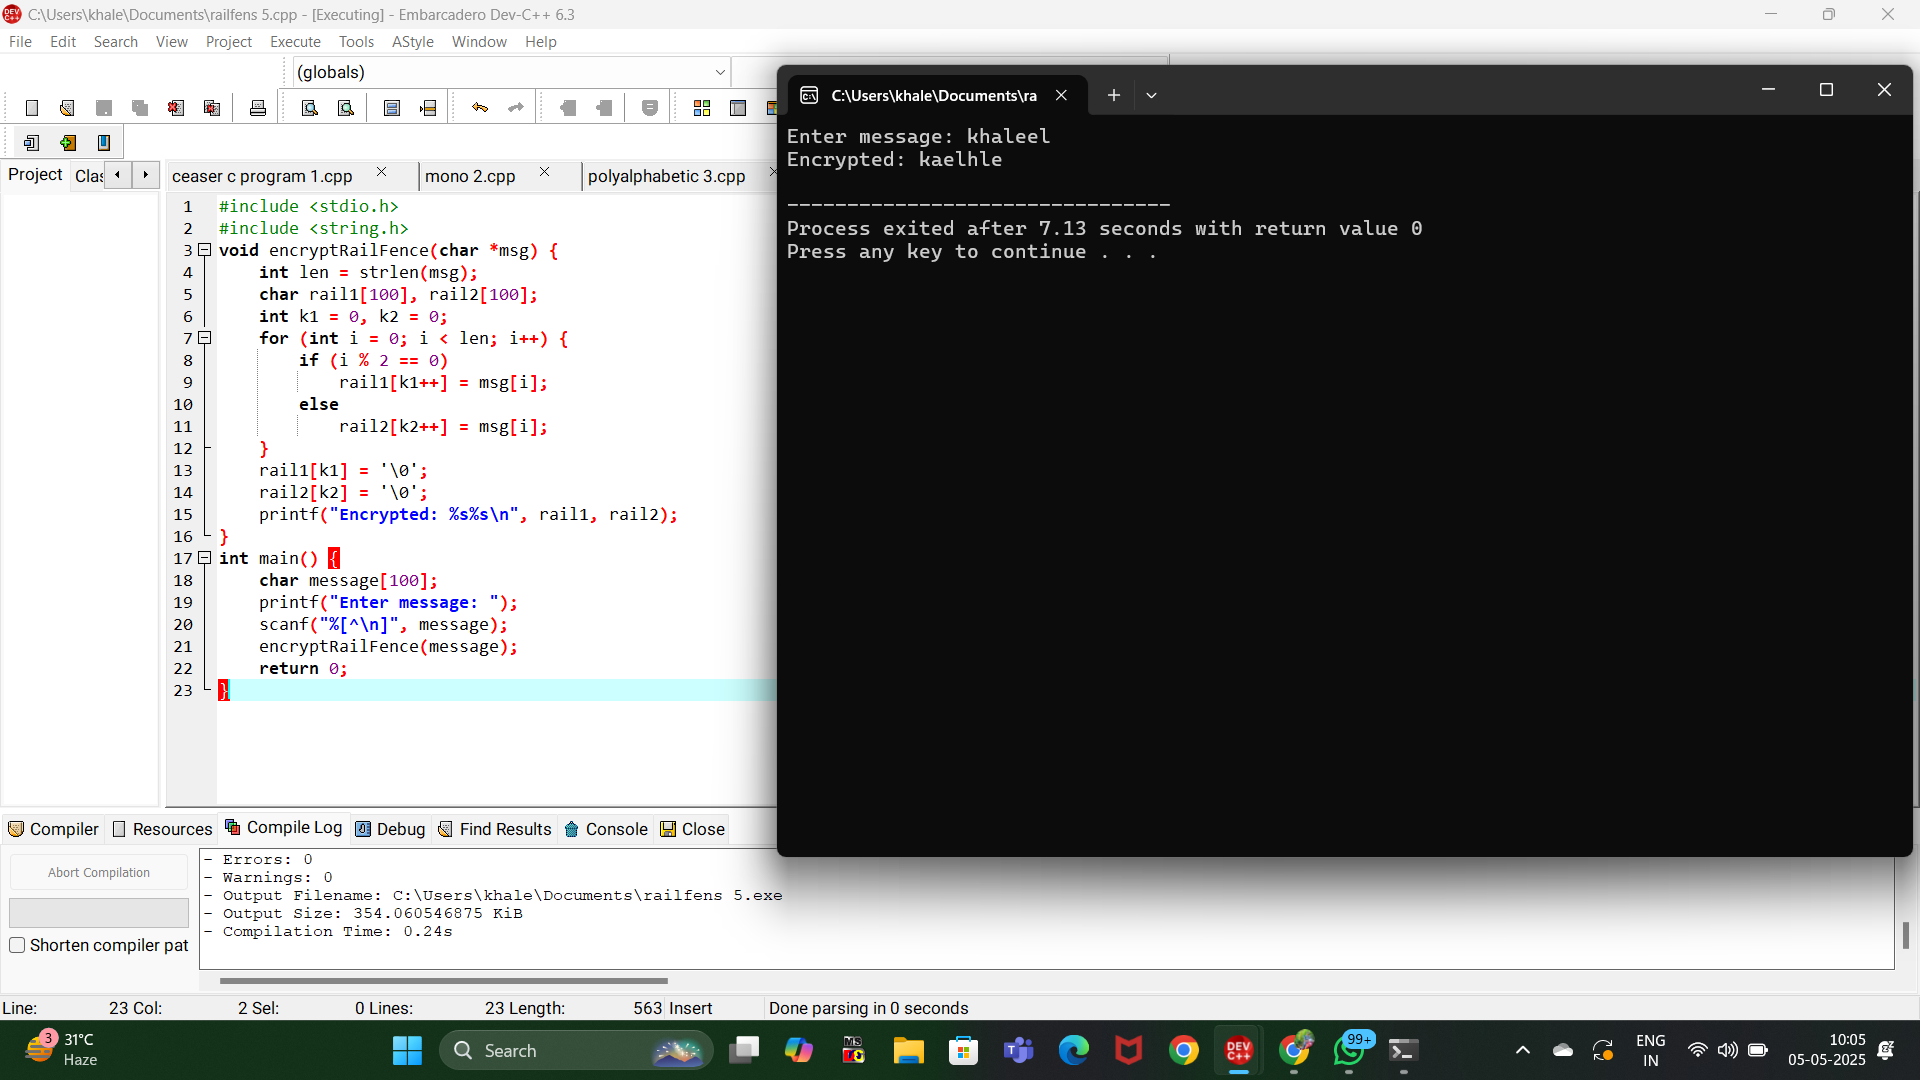 C:\Users\khale\Documents\railfens 5.cpp - [Executing] - Embarcadero Dev-C++ 6.3
File Edit Search View Project Execute Tools AStyle Window Help
(globals)
Project Clas
ceaser c program 1.cpp mono 2.cpp polyalphabetic 3.cpp
1 #include <stdio.h>
2 #include <string.h>
3 void encryptRailFence(char *msg) {
4 int len = strlen(msg);
5 char rail1[100], rail2[100];
6 int k1 = 0, k2 = 0;
7 for (int i = 0; i < len; i++) {
8 if (i % 2 == 0)
9 rail1[k1++] = msg[i];
10 else
11 rail2[k2++] = msg[i];
12 }
13 rail1[k1] = '\0';
14 rail2[k2] = '\0';
15 printf("Encrypted: %s%s\n", rail1, rail2);
16 }
17 int main() {
18 char message[100];
19 printf("Enter message: ");
20 scanf("%[^\n]", message);
21 encryptRailFence(message);
22 return 0;
23 }
C:\Users\khale\Documents\ra
Enter message: khaleel
Encrypted: kaelhle
--------------------------------
Process exited after 7.13 seconds with return value 0
Press any key to continue . . .
Compiler Resources Compile Log Debug Find Results Console Close
Abort Compilation
Shorten compiler pat
- Errors: 0
- Warnings: 0
- Output Filename: C:\Users\khale\Documents\railfens 5.exe
- Output Size: 354.060546875 KiB
- Compilation Time: 0.24s
Line: 23 Col: 2 Sel: 0 Lines: 23 Length: 563 Insert Done parsing in 0 seconds
3
31°C
Haze
Search
DEV C++
99+
ENG
IN
10:05
05-05-2025